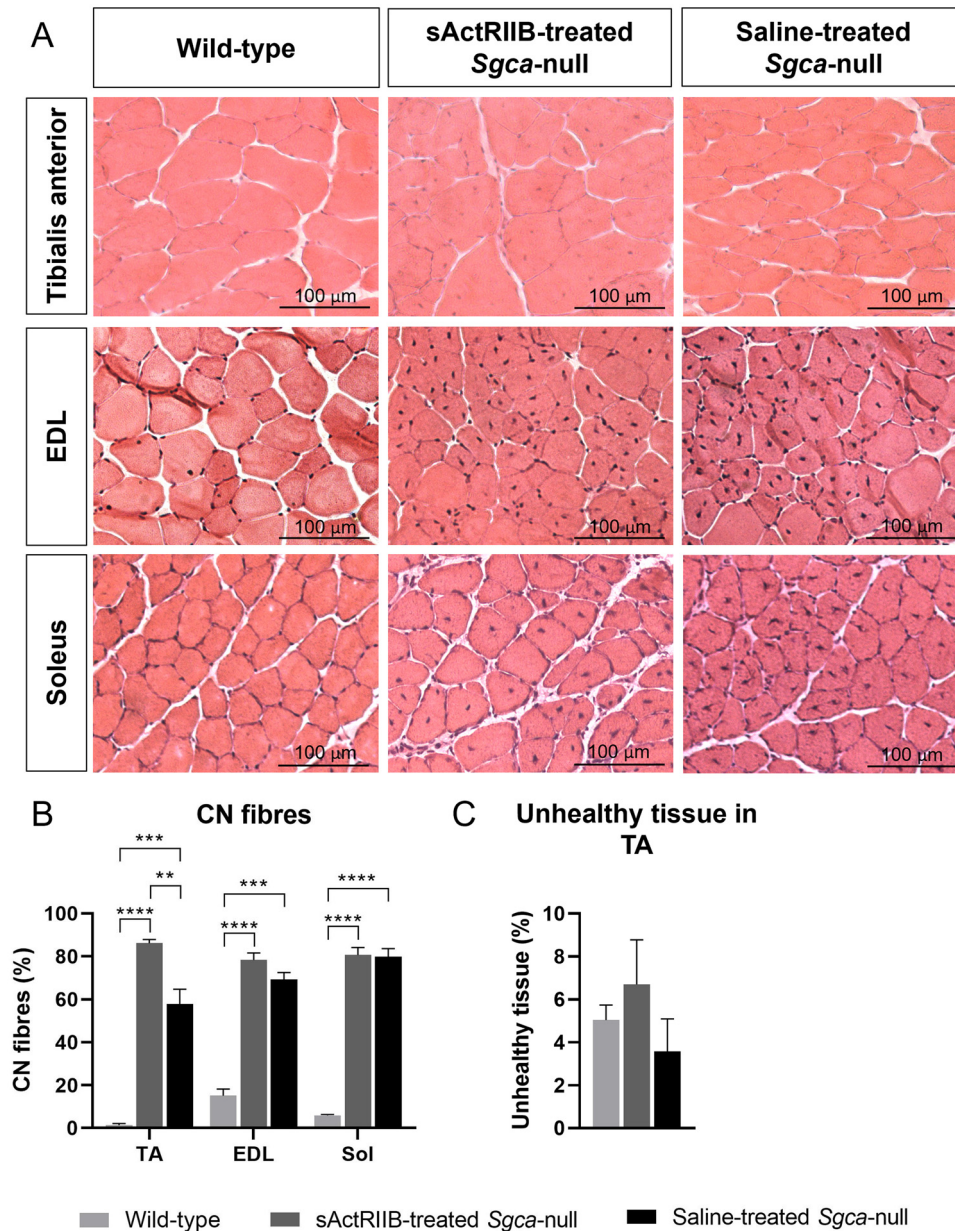 A
Wild-type
sActRIIB-treated
Sgca-null
Saline-treated
Sgca-null
Tibialis anterior
100 µm
100 µm
100 µm
EDL
100 µm
100 µm
100 µm
Soleus
100 µm
100 µm
100 µm
B
CN fibres
CN fibres (%)
100
80
60
40
20
0
***
**
****
***
****
****
****
TA
EDL
Sol
C
Unhealthy tissue in
TA
Unhealthy tissue (%)
10
8
6
4
2
0
Wild-type
sActRIIB-treated Sgca-null
Saline-treated Sgca-null